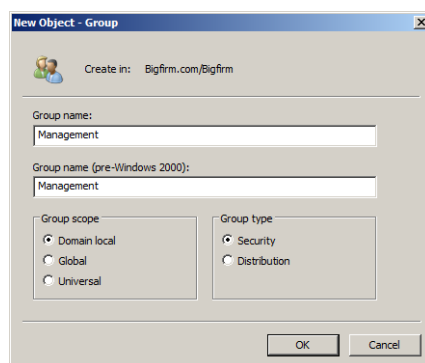 New Object - Group
Create in: Bigfirm.com/Bigfirm
Group name:
Management
Group name (pre-Windows 2000):
Management
Group scope
Domain local
Global
Universal
Group type
Security
Distribution
OK Cancel